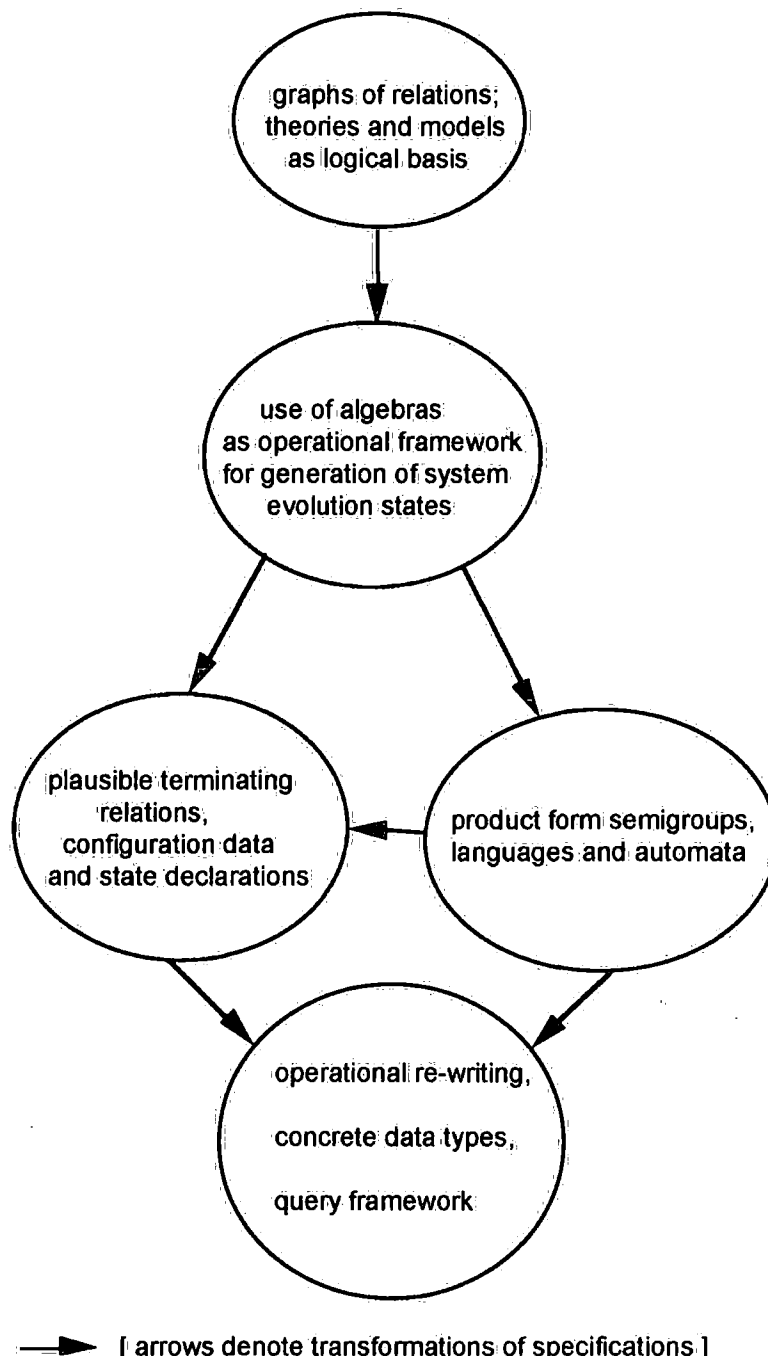 graphs of relations;
theories and models
as logical basis
use of algebras
as operational framework
for generation of system
evolution states
plausible terminating
relations,
configuration data
and state declarations
product form semigroups,
languages and automata
operational re-writing,
concrete data types,
query framework
[ arrows denote transformations of specifications ]